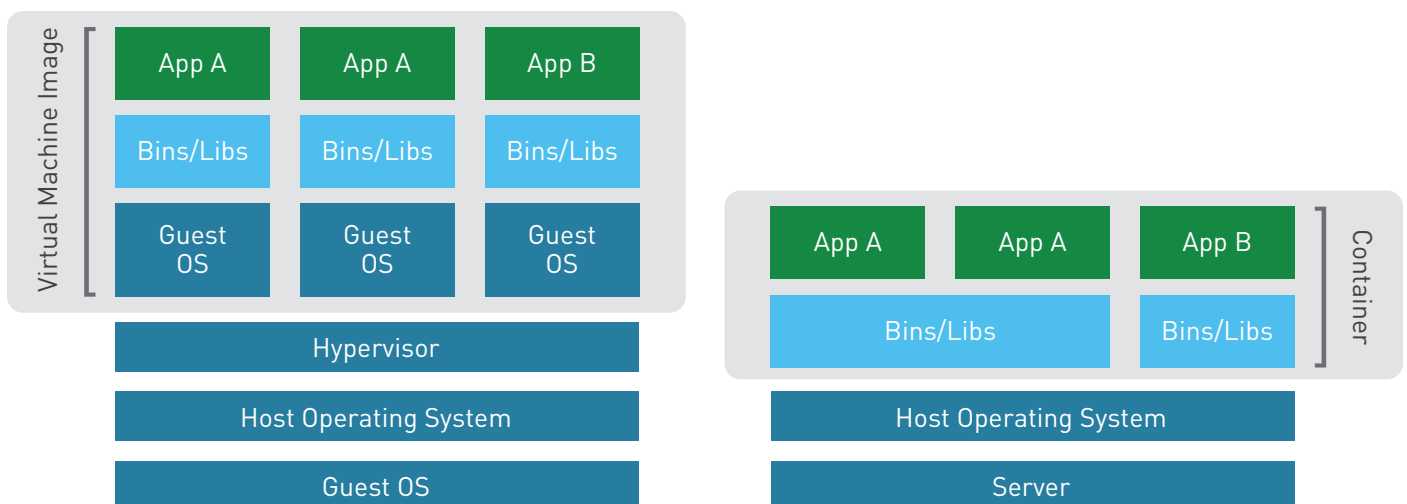 Virtual Machine Image
App A
App A
App B
Bins/Libs
Bins/Libs
Bins/Libs
Guest
OS
Guest
OS
Guest
OS
Hypervisor
Host Operating System
Guest OS
App A
App A
App B
Bins/Libs
Bins/Libs
Container
Host Operating System
Server